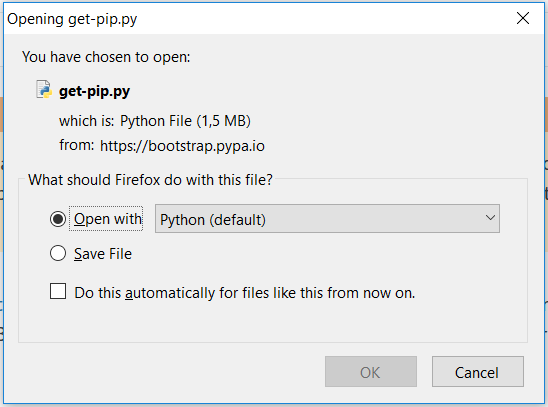 Opening get-pip.py
You have chosen to open:
get-pip.py
which is: Python File (1,5 MB)
from: https://bootstrap.pypa.io
What should Firefox do with this file?
Open with Python (default)
Save File
Do this automatically for files like this from now on.
OK Cancel